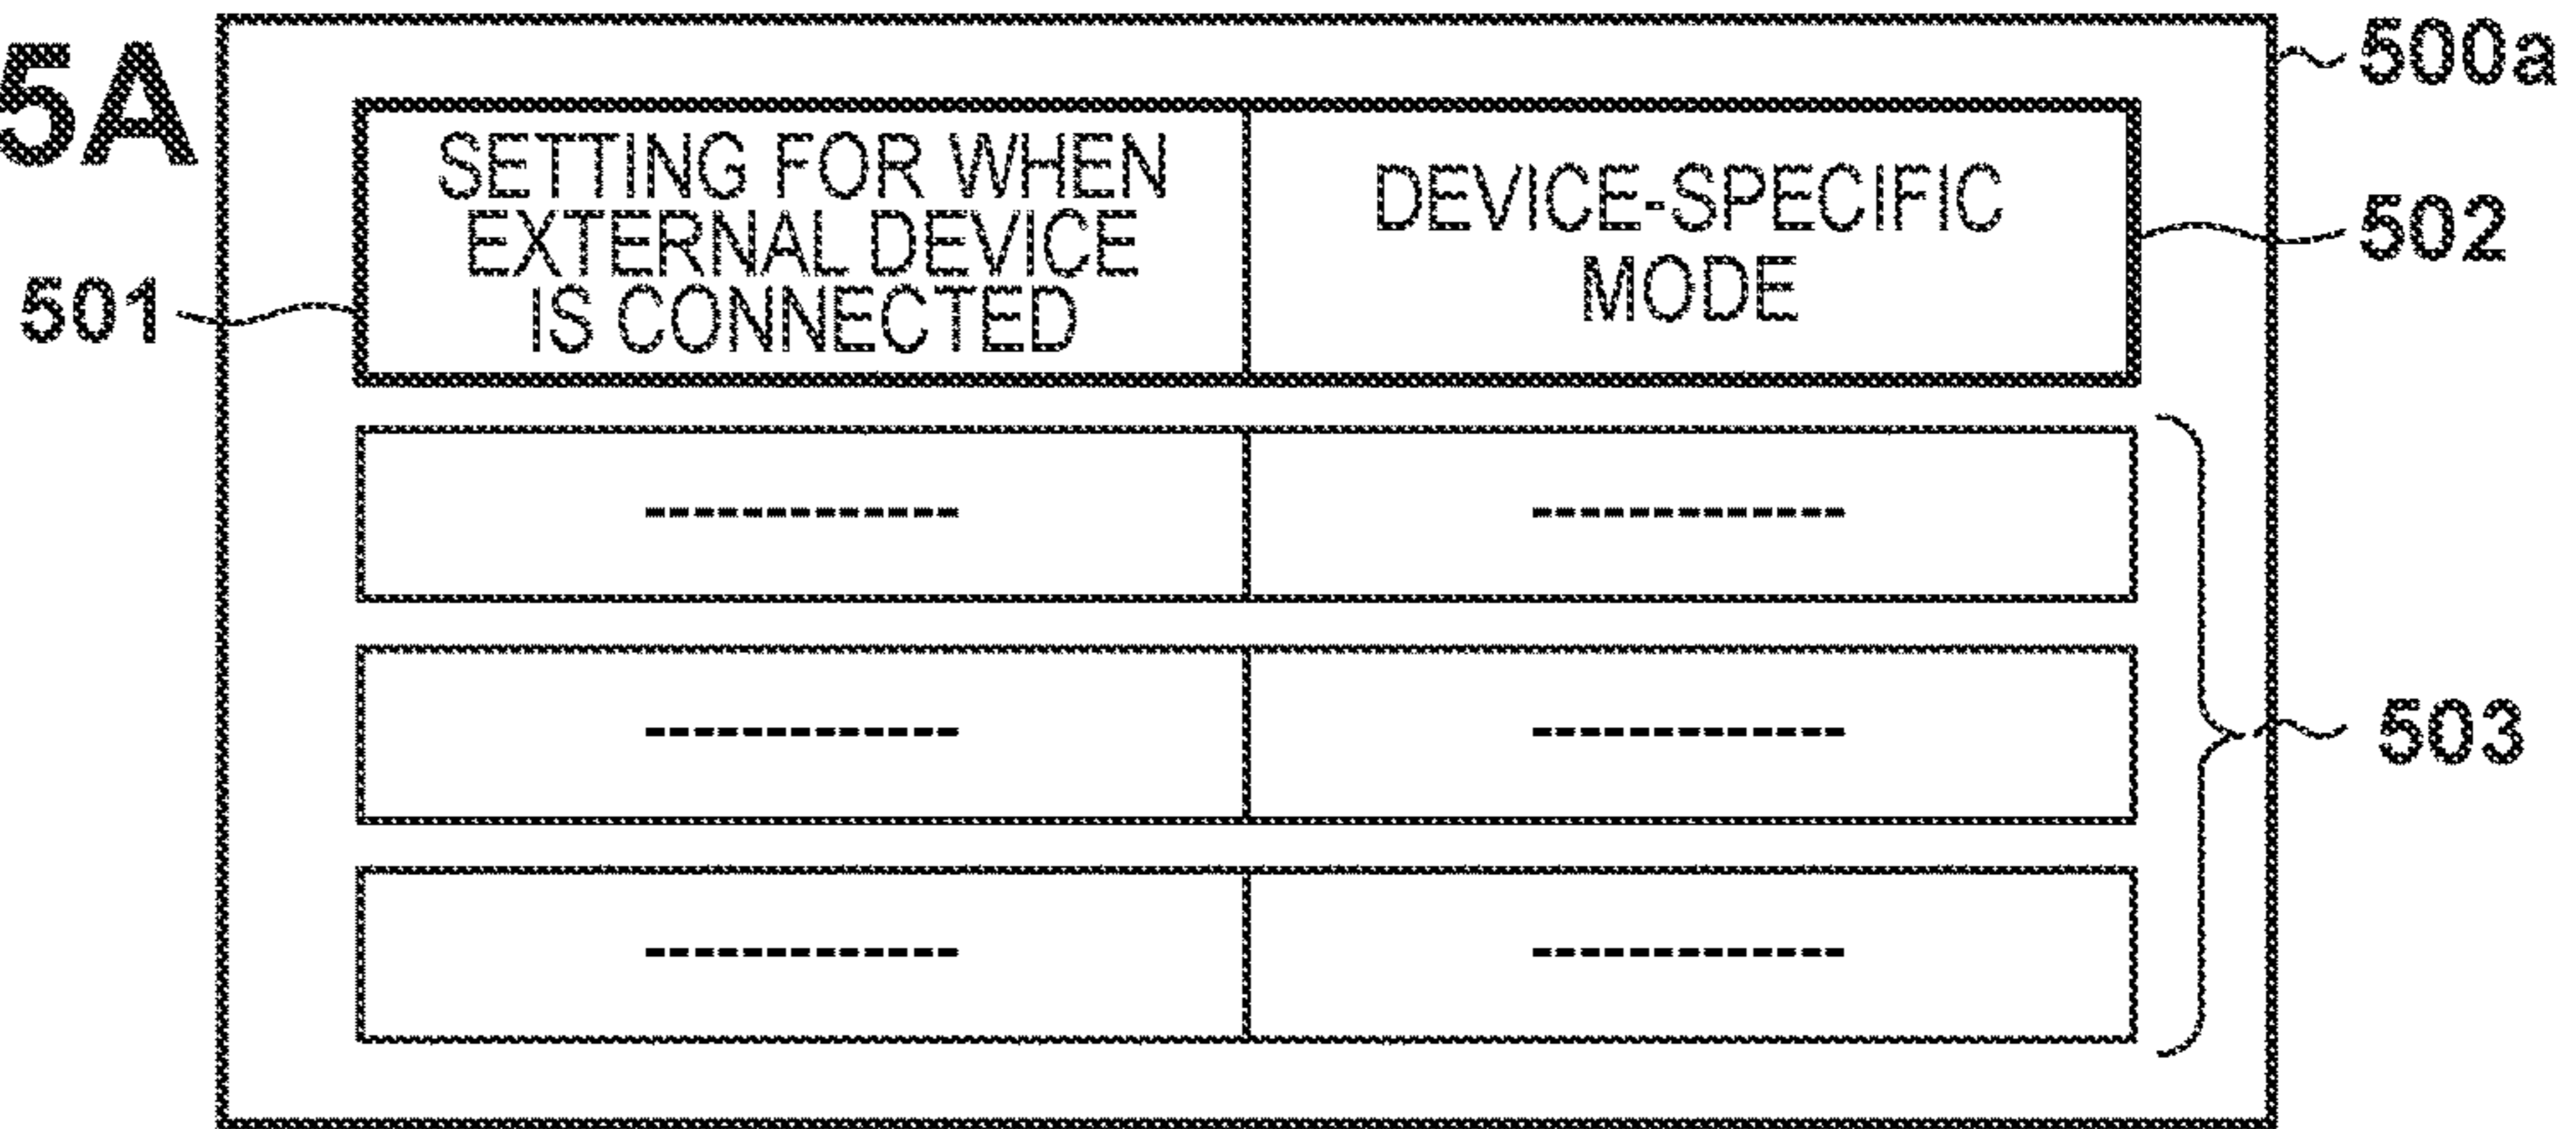 5A
500a
SETTING FOR WHEN
EXTERNAL DEVICE
IS CONNECTED
DEVICE-SPECIFIC
MODE
501
502
-------------
-------------
-------------
-------------
503
-------------
-------------